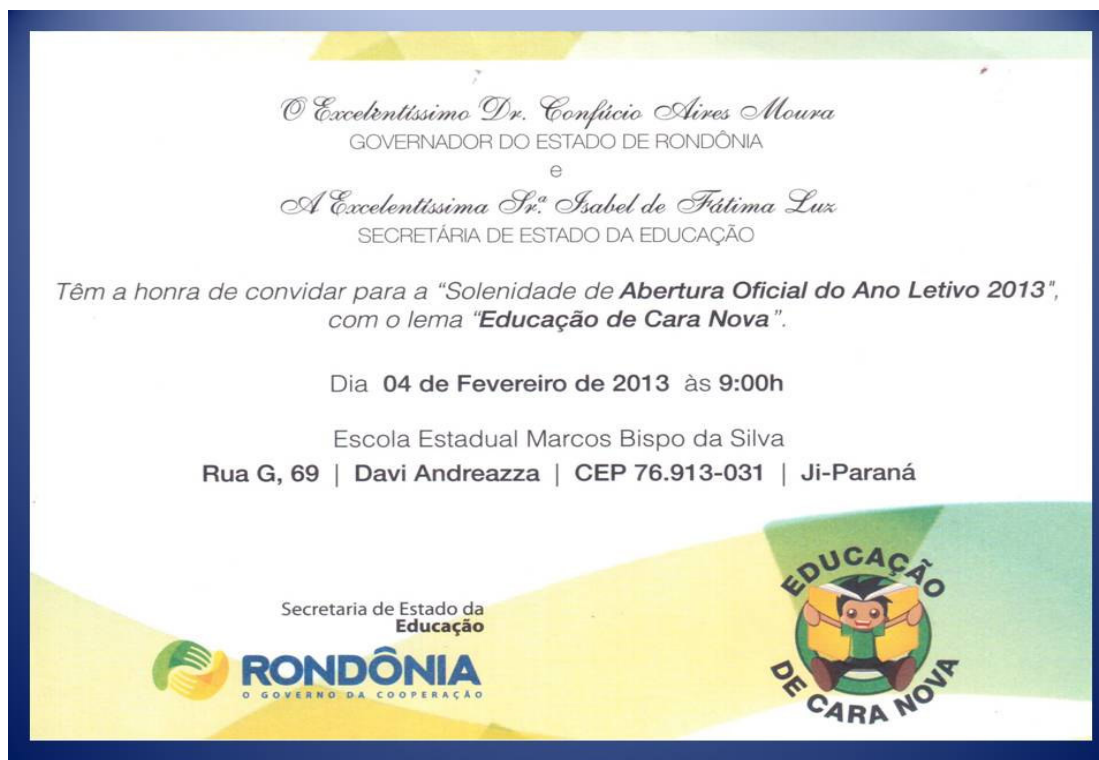 O Excelentíssimo Dr. Confúcio Aires Moura
GOVERNADOR DO ESTADO DE RONDÔNIA
e
A Excelentíssima Srª. Isabel de Fátima Luz
SECRETÁRIA DE ESTADO DA EDUCAÇÃO
Têm a honra de convidar para a “Solenidade de Abertura Oficial do Ano Letivo 2013”,
com o lema “Educação de Cara Nova”.
Dia 04 de Fevereiro de 2013 às 9:00h
Escola Estadual Marcos Bispo da Silva
Rua G, 69 | Davi Andreazza | CEP 76.913-031 | Ji-Paraná
Secretaria de Estado da
Educação
RONDÔNIA
O GOVERNO DA COOPERAÇÃO
EDUCAÇÃO
DE CARA NOVA